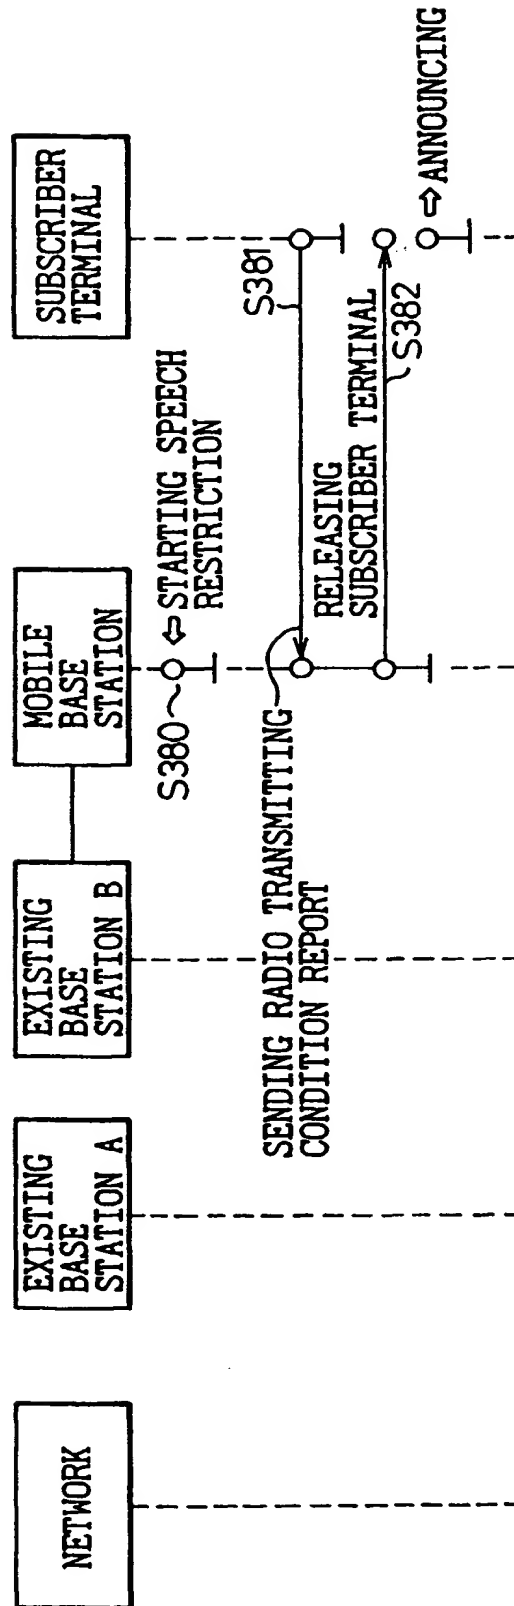 NETWORK
EXISTING
BASE
STATION A
EXISTING
BASE
STATION B
MOBILE
BASE
STATION
SUBSCRIBER
TERMINAL
S380
⇦STARTING SPEECH
RESTRICTION
SENDING RADIO TRANSMITTING
CONDITION REPORT
S381
RELEASING
SUBSCRIBER TERMINAL
S382
⇨ANNOUNCING